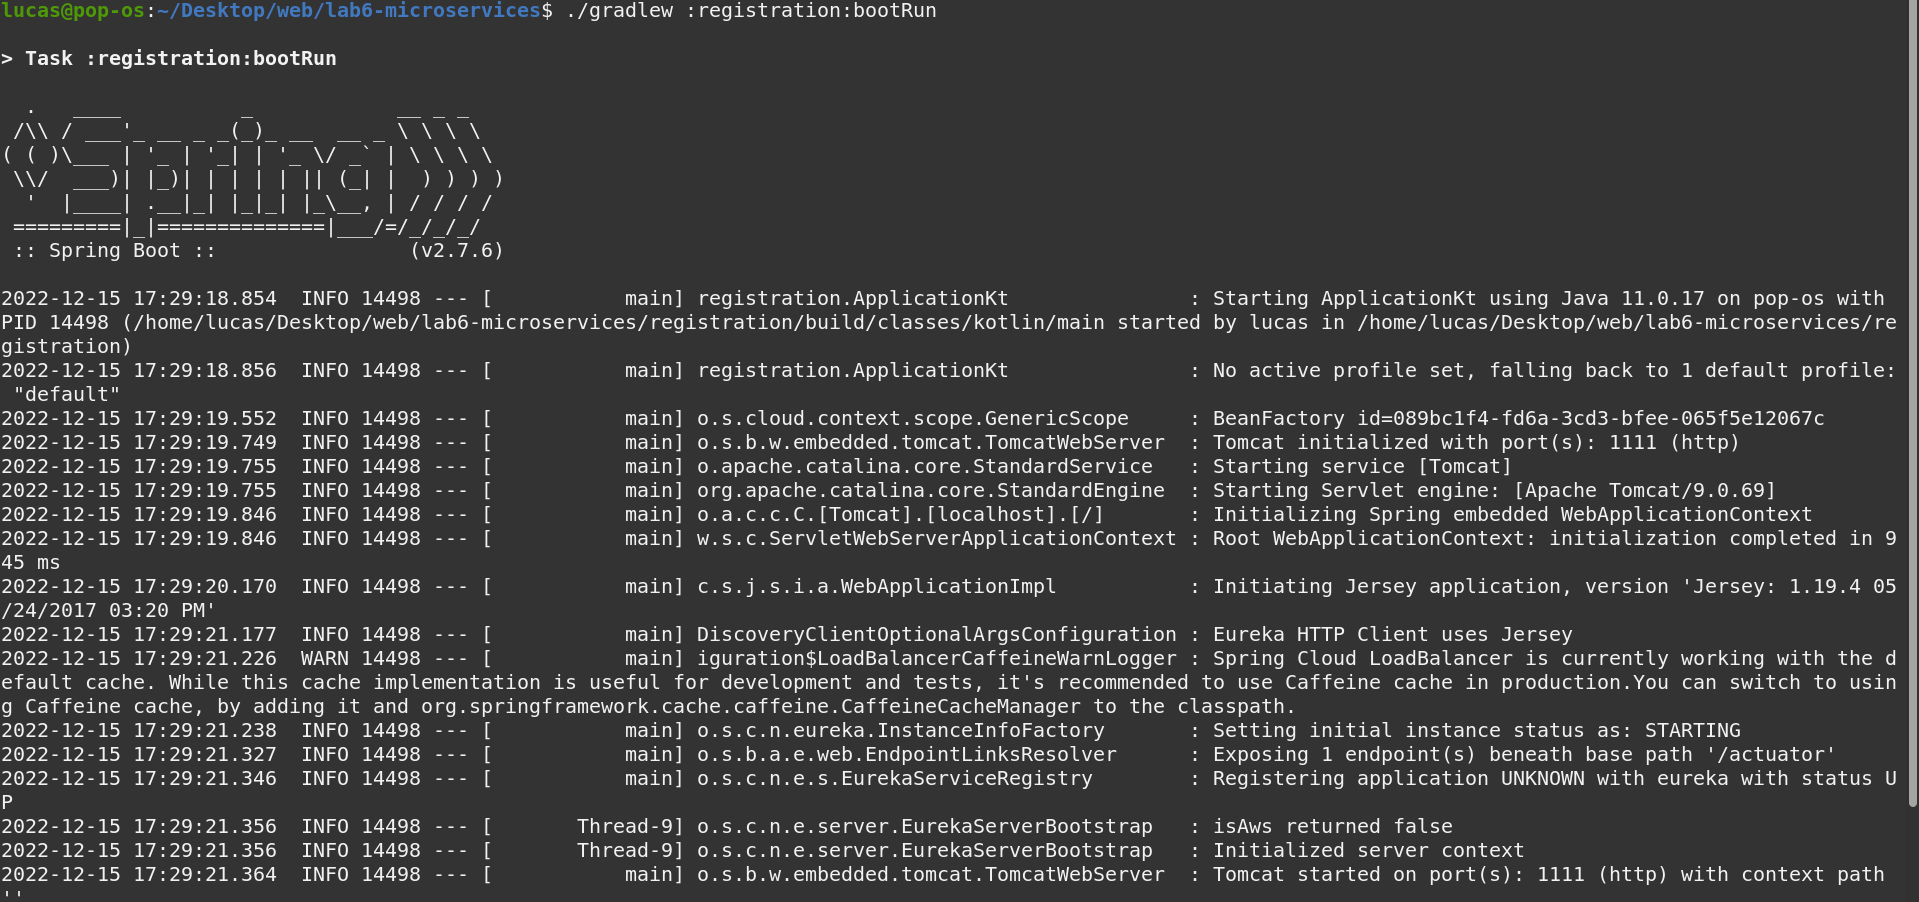 lucas@pop-os:~/Desktop/web/lab6-microservices$ ./gradlew :registration:bootRun

> Task :registration:bootRun

  .   ____          _            __ _ _
 /\\ / ___'_ __ _ _(_)_ __  __ _ \ \ \ \
( ( )\___ | '_ | '_| | '_ \/ _` | \ \ \ \
 \\/  ___)| |_)| | | | | || (_| |  ) ) ) )
  '  |____| .__|_| |_|_| |_\__, | / / / /
 =========|_|==============|___/=/_/_/_/
 :: Spring Boot ::                (v2.7.6)

2022-12-15 17:29:18.854  INFO 14498 --- [           main] registration.ApplicationKt               : Starting ApplicationKt using Java 11.0.17 on pop-os with
PID 14498 (/home/lucas/Desktop/web/lab6-microservices/registration/build/classes/kotlin/main started by lucas in /home/lucas/Desktop/web/lab6-microservices/re
gistration)
2022-12-15 17:29:18.856  INFO 14498 --- [           main] registration.ApplicationKt               : No active profile set, falling back to 1 default profile:
 "default"
2022-12-15 17:29:19.552  INFO 14498 --- [           main] o.s.cloud.context.scope.GenericScope     : BeanFactory id=089bc1f4-fd6a-3cd3-bfee-065f5e12067c
2022-12-15 17:29:19.749  INFO 14498 --- [           main] o.s.b.w.embedded.tomcat.TomcatWebServer  : Tomcat initialized with port(s): 1111 (http)
2022-12-15 17:29:19.755  INFO 14498 --- [           main] o.apache.catalina.core.StandardService   : Starting service [Tomcat]
2022-12-15 17:29:19.755  INFO 14498 --- [           main] org.apache.catalina.core.StandardEngine  : Starting Servlet engine: [Apache Tomcat/9.0.69]
2022-12-15 17:29:19.846  INFO 14498 --- [           main] o.a.c.c.C.[Tomcat].[localhost].[/]       : Initializing Spring embedded WebApplicationContext
2022-12-15 17:29:19.846  INFO 14498 --- [           main] w.s.c.ServletWebServerApplicationContext : Root WebApplicationContext: initialization completed in 9
45 ms
2022-12-15 17:29:20.170  INFO 14498 --- [           main] c.s.j.s.i.a.WebApplicationImpl           : Initiating Jersey application, version 'Jersey: 1.19.4 05
/24/2017 03:20 PM'
2022-12-15 17:29:21.177  INFO 14498 --- [           main] DiscoveryClientOptionalArgsConfiguration : Eureka HTTP Client uses Jersey
2022-12-15 17:29:21.226  WARN 14498 --- [           main] iguration$LoadBalancerCaffeineWarnLogger : Spring Cloud LoadBalancer is currently working with the d
efault cache. While this cache implementation is useful for development and tests, it's recommended to use Caffeine cache in production.You can switch to usin
g Caffeine cache, by adding it and org.springframework.cache.caffeine.CaffeineCacheManager to the classpath.
2022-12-15 17:29:21.238  INFO 14498 --- [           main] o.s.c.n.eureka.InstanceInfoFactory       : Setting initial instance status as: STARTING
2022-12-15 17:29:21.327  INFO 14498 --- [           main] o.s.b.a.e.web.EndpointLinksResolver      : Exposing 1 endpoint(s) beneath base path '/actuator'
2022-12-15 17:29:21.346  INFO 14498 --- [           main] o.s.c.n.e.s.EurekaServiceRegistry        : Registering application UNKNOWN with eureka with status U
P
2022-12-15 17:29:21.356  INFO 14498 --- [       Thread-9] o.s.c.n.e.server.EurekaServerBootstrap   : isAws returned false
2022-12-15 17:29:21.356  INFO 14498 --- [       Thread-9] o.s.c.n.e.server.EurekaServerBootstrap   : Initialized server context
2022-12-15 17:29:21.364  INFO 14498 --- [           main] o.s.b.w.embedded.tomcat.TomcatWebServer  : Tomcat started on port(s): 1111 (http) with context path
''